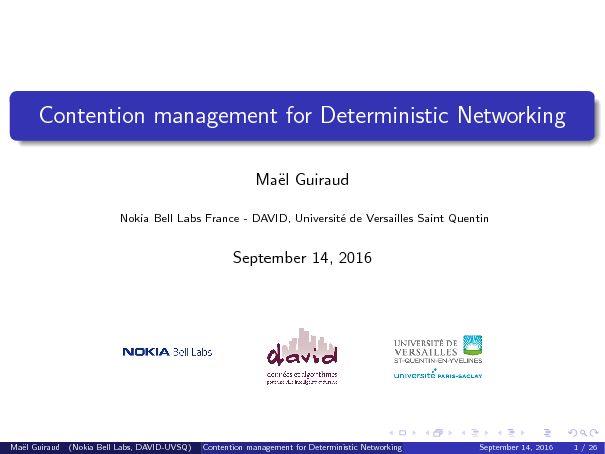 Contention management for Deterministic Networking
Maël Guiraud
Nokia Bell Labs France - DAVID, Université de Versailles Saint Quentin
September 14, 2016
NOKIA Bell Labs
david
données et algorithmes
UNIVERSITÉ DE
VERSAILLES
ST-QUENTIN-EN-YVELINES
université PARIS-SACLAY
Maël Guiraud (Nokia Bell Labs, DAVID-UVSQ) Contention management for Deterministic Networking September 14, 2016 1 / 26